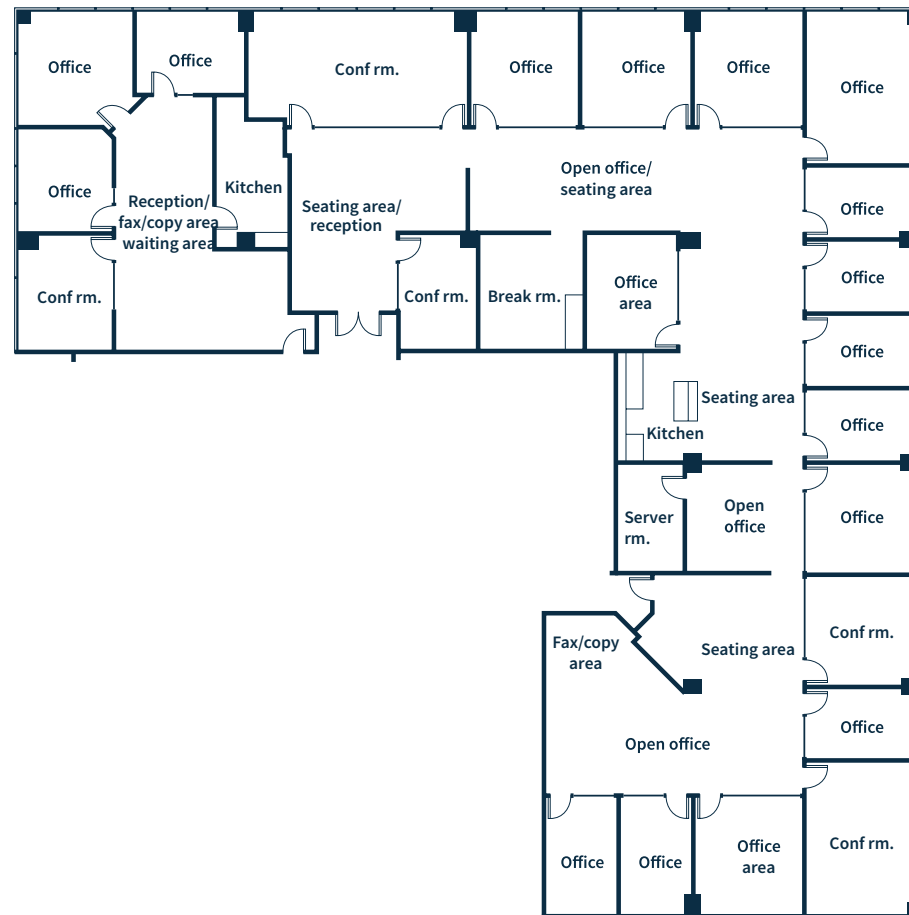 Office
Office
Conf rm.
Office
Office
Office
Office
Office
Reception/
fax/copy area
waiting area
Kitchen
Seating area/
reception
Open office/
seating area
Office
Conf rm.
Conf rm.
Break rm.
Office
area
Office
Office
Seating area
Kitchen
Office
Server
rm.
Open
office
Office
Fax/copy
area
Seating area
Conf rm.
Open office
Office
Office
Office
Office
area
Conf rm.